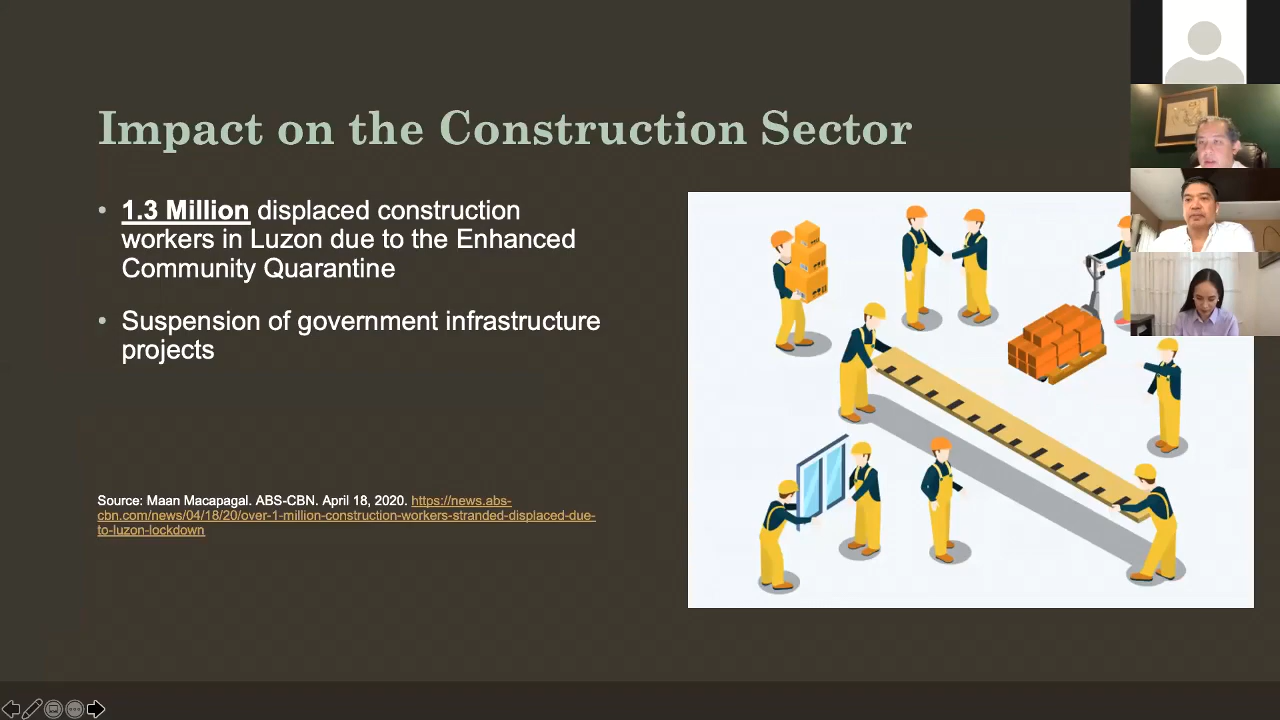 Impact on the Construction Sector
• 1.3 Million displaced construction
workers in Luzon due to the Enhanced
Community Quarantine
• Suspension of government infrastructure
projects
Source: Maan Macapagal. ABS-CBN. April 18, 2020. https://news.abs-
cbn.com/news/04/18/20/over-1-million-construction-workers-stranded-displaced-due-
to-luzon-lockdown